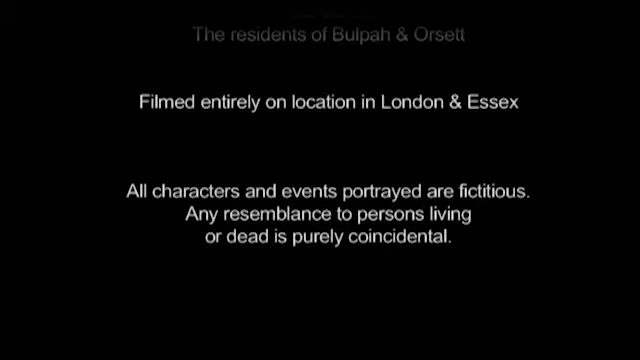 The residents of Bulpah & Orsett
Filmed entirely on location in London & Essex
All characters and events portrayed are fictitious.
Any resemblance to persons living
or dead is purely coincidental.